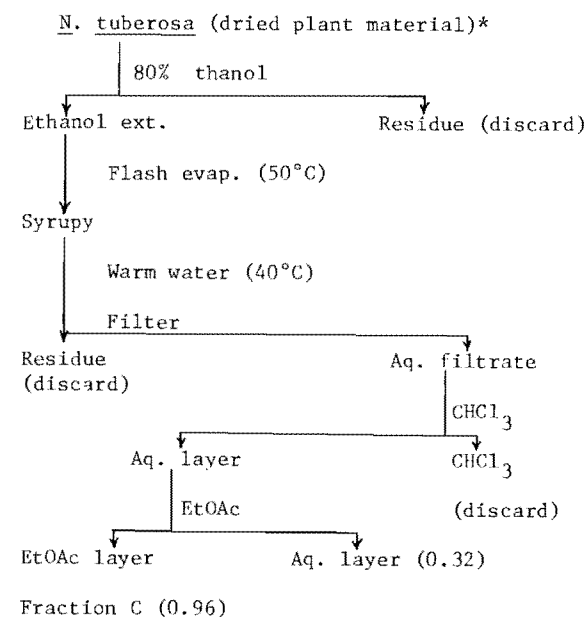 N. tuberosa (dried plant material)*
80% thanol
Ethanol ext.
Residue (discard)
Flash evap. (50°C)
Syrupy
Warm water (40°C)
Filter
Residue
(discard)
Aq. filtrate
CHCl3
Aq. layer
CHCl3
(discard)
EtOAc
EtOAc layer
Aq. layer (0.32)
Fraction C (0.96)